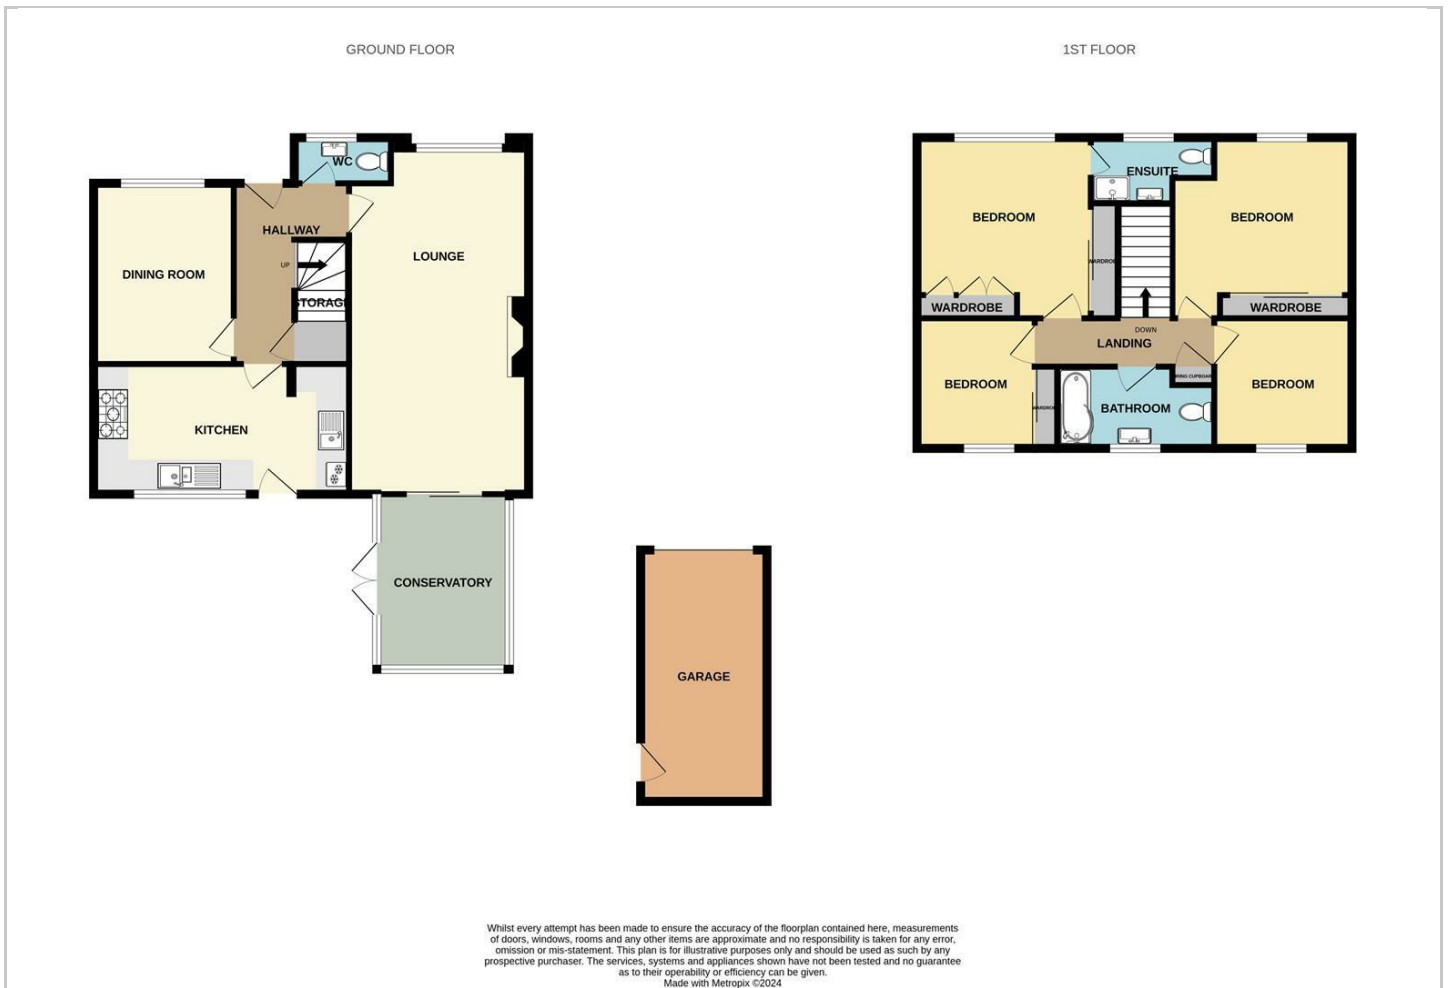 GROUND FLOOR
1ST FLOOR
WC
HALLWAY
UP
STORAGE
DINING ROOM
LOUNGE
KITCHEN
CONSERVATORY
GARAGE
ENSUITE
BEDROOM
BEDROOM
WARDROBE
WARDROBE
WARDROBE
DOWN
LANDING
BEDROOM
BATHROOM
BEDROOM
Whilst every attempt has been made to ensure the accuracy of the floorplan contained here, measurements
of doors, windows, rooms and any other items are approximate and no responsibility is taken for any error,
omission or mis-statement. This plan is for illustrative purposes only and should be used as such by any
prospective purchaser. The services, systems and appliances shown have not been tested and no guarantee
as to their operability or efficiency can be given.
Made with Metropix ©2024